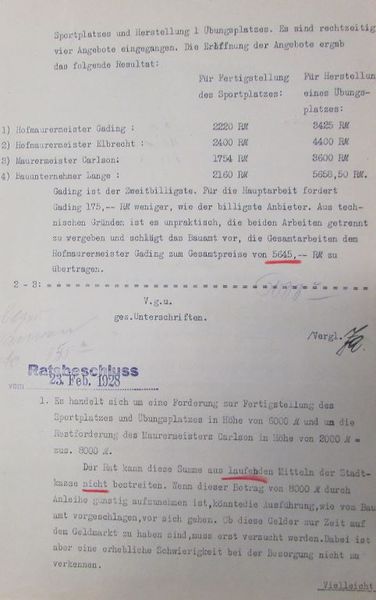 Sportplatzes und Herstellung 1 Übungsplatzes. Es sind rechtzeitig
vier Angebote eingegangen. Die Eröffnung der Angebote ergab
das folgende Resultat:
Für Fertigstellung Für Herstellun
des Sportplatzes: eines Übungs-
platzes:
1) Hofmaurermeister Gading : 2220 RM 3425 RM
2) Hofmaurermeister Elbrecht : 2400 RM 4400 RM
3) Maurermeister Carlson: 1754 RM 3600 RM
4) Bauunternehmer Lange : 2160 RM 5658,50 RM.
Gading ist der Zweitbilligste. Für die Hauptarbeit fordert
Gading 175,-- RM weniger, wie der billigste Anbieter. Aus tech-
nischen Gründen ist es unpraktisch, die beiden Arbeiten getrennt
zu vergeben und schlägt das Bauamt vor, die Gesamtarbeiten dem
Hofmaurermeister Gading zum Gesamtpreise von 5645,-- RM zu
übertragen.
2 - 3: = = = = = = = = = = = = = = = = = = = = = = = = = = = =
V.g.u.
gez.Unterschriften.
/Vergl.
Ratsbeschluss
vom 23. Feb. 1928
1. Es handelt sich um eine Forderung zur Fertigstellung des
Sportplatzes und Übungsplatzes in Höhe von 6000 M und um die
Restforderung des Maurermeisters Carlson in Höhe von 2000 M =
zus. 8000 M.
Der Rat kann diese Summe aus laufenden Mitteln der Stadt-
kasse nicht bestreiten. Wenn dieser Betrag von 8000 M durch
Anleihe günstig aufzunehmen ist,könntedie Ausführung,wie von Bau
amt vorgeschlagen,vor sich gehen. Ob diese Gelder zur Zeit auf
dem Geldmarkt zu haben sind,muss erst versucht werden.Dabei ist
aber eine erhebliche Schwierigkeit bei der Besorgung nicht zu
verkennen.
Vielleicht